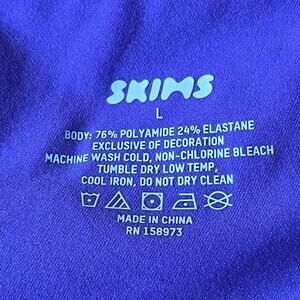 SKIMS
L
BODY: 76% POLYAMIDE 24% ELASTANE
EXCLUSIVE OF DECORATION
MACHINE WASH COLD, NON-CHLORINE BLEACH
TUMBLE DRY LOW TEMP,
COOL IRON, DO NOT DRY CLEAN
MADE IN CHINA
RN 158973